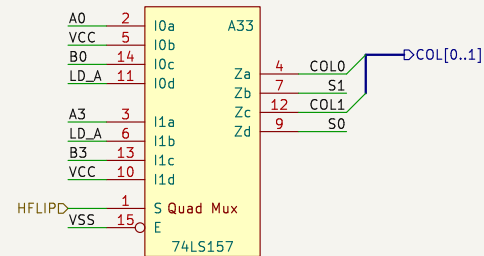 A0 2 I0a A33
VCC 5 I0b
B0 14 I0c
LD_A 11 I0d
Za 4 COL0 COL[0..1]
Zb 7 S1
Zc 12 COL1
Zd 9 S0
A3 3 I1a
LD_A 6 I1b
B3 13 I1c
VCC 10 I1d
HFLIP 1 S Quad Mux
VSS 15 E
74LS157